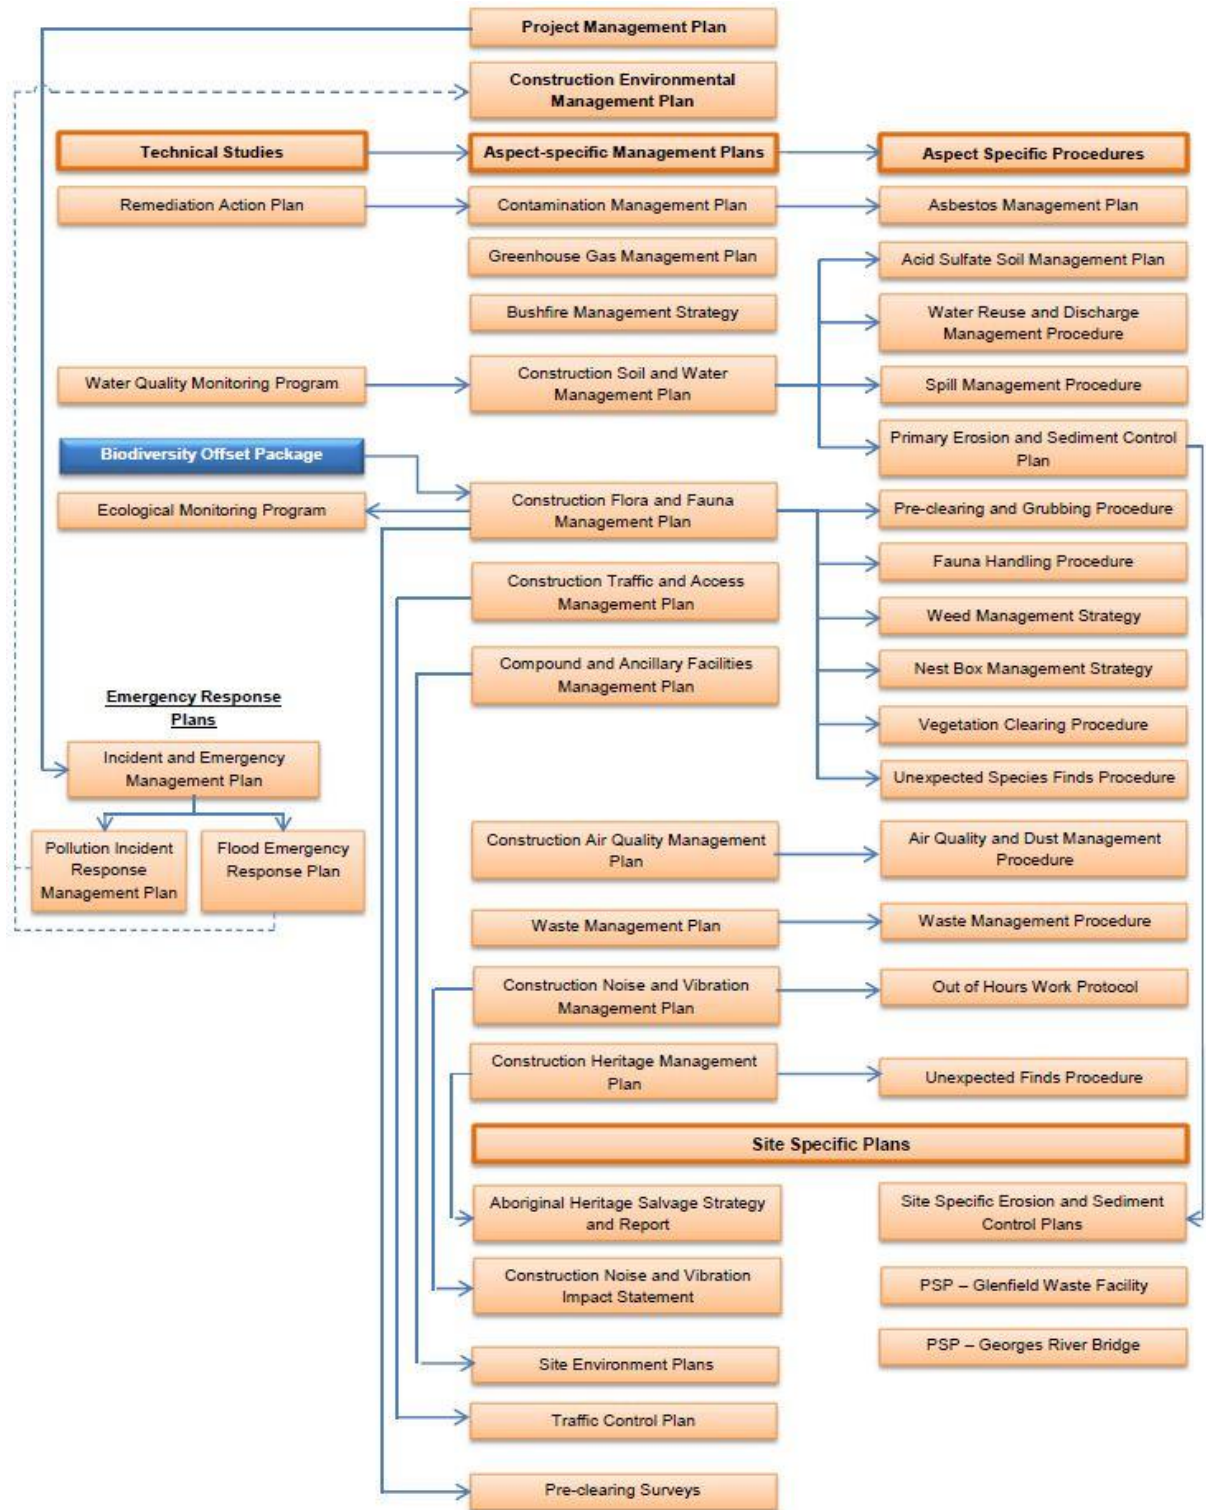 Project Management Plan
Construction Environmental
Management Plan
Technical Studies
Aspect-specific Management Plans
Aspect Specific Procedures
Remediation Action Plan
Contamination Management Plan
Asbestos Management Plan
Greenhouse Gas Management Plan
Acid Sulfate Soil Management Plan
Bushfire Management Strategy
Water Reuse and Discharge
Management Procedure
Water Quality Monitoring Program
Construction Soil and Water
Management Plan
Spill Management Procedure
Biodiversity Offset Package
Primary Erosion and Sediment Control
Plan
Ecological Monitoring Program
Construction Flora and Fauna
Management Plan
Pre-clearing and Grubbing Procedure
Fauna Handling Procedure
Construction Traffic and Access
Management Plan
Weed Management Strategy
Compound and Ancillary Facilities
Management Plan
Nest Box Management Strategy
Emergency Response
Plans
Vegetation Clearing Procedure
Incident and Emergency
Management Plan
Unexpected Species Finds Procedure
Pollution Incident
Response
Management Plan
Flood Emergency
Response Plan
Construction Air Quality Management
Plan
Air Quality and Dust Management
Procedure
Waste Management Plan
Waste Management Procedure
Construction Noise and Vibration
Management Plan
Out of Hours Work Protocol
Construction Heritage Management
Plan
Unexpected Finds Procedure
Site Specific Plans
Aboriginal Heritage Salvage Strategy
and Report
Site Specific Erosion and Sediment
Control Plans
Construction Noise and Vibration
Impact Statement
PSP – Glenfield Waste Facility
Site Environment Plans
PSP – Georges River Bridge
Traffic Control Plan
Pre-clearing Surveys